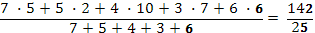 7 · 5 + 5 · 2 + 4 · 10 + 3 · 7 + 6 · 6
7 + 5 + 4 + 3 + 6
= 142
25